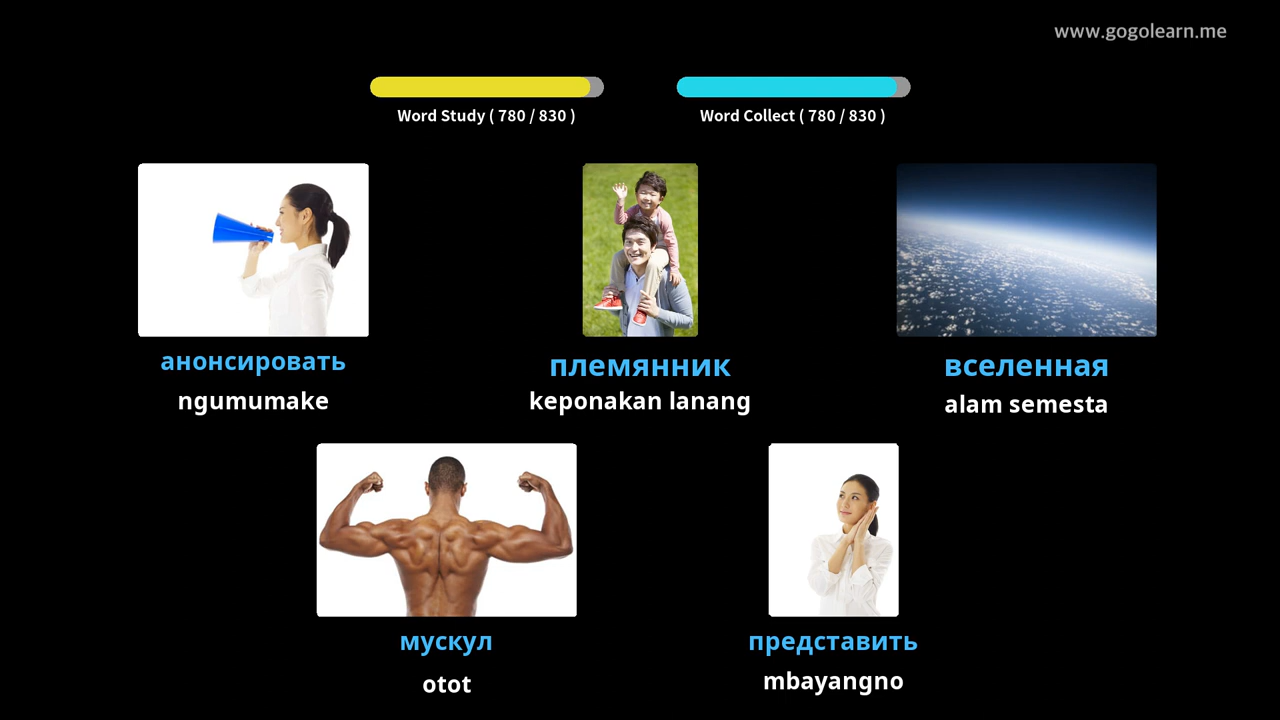 www.gogolearn.me
Word Study ( 780 / 830 )
Word Collect ( 780 / 830 )
анонсировать
ngumumake
племянник
keponakan lanang
вселенная
alam semesta
мускул
otot
представить
mbayangno